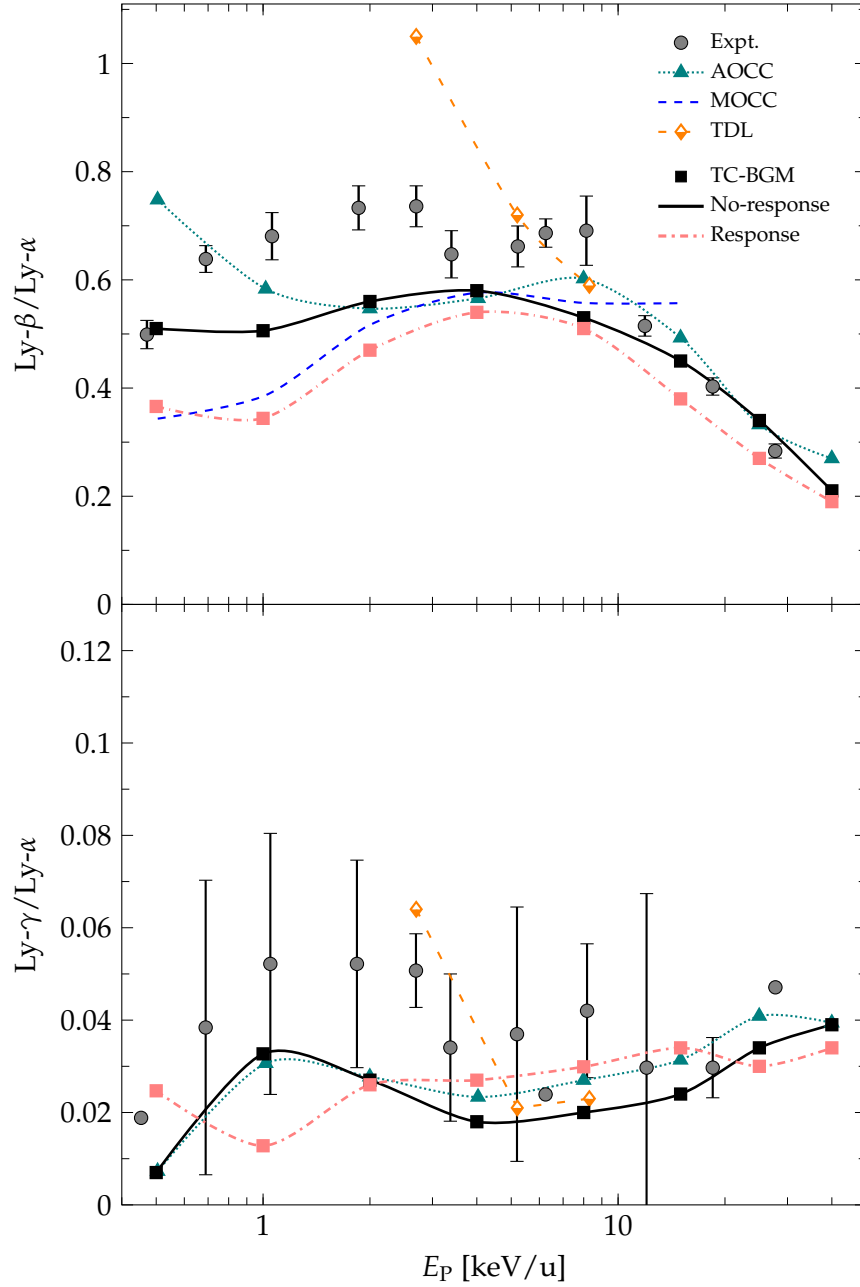 1
0.8
0.6
0.4
0.2
0
Ly-β/Ly-α
Expt.
AOCC
MOCC
TDL
TC-BGM
No-response
Response
0.12
0.1
0.08
0.06
0.04
0.02
0
Ly-γ/Ly-α
1 10
E_P [keV/u]